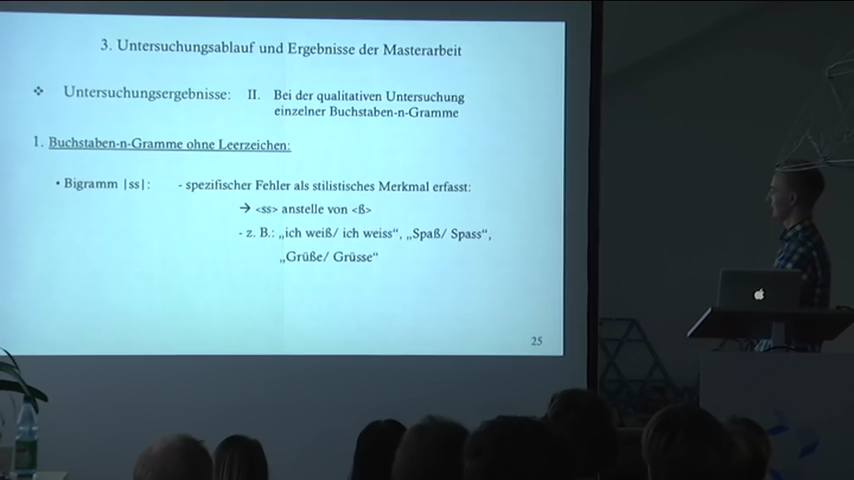 3. Untersuchungsablauf und Ergebnisse der Masterarbeit
❖ Untersuchungsergebnisse: II. Bei der qualitativen Untersuchung
einzelner Buchstaben-n-Gramme
1. Buchstaben-n-Gramme ohne Leerzeichen:
• Bigramm |ss|: - spezifischer Fehler als stilistisches Merkmal erfasst:
→ <ss> anstelle von <ß>
- z. B.: „ich weiß/ ich weiss“, „Spaß/ Spass“,
„Grüße/ Grüsse“
25